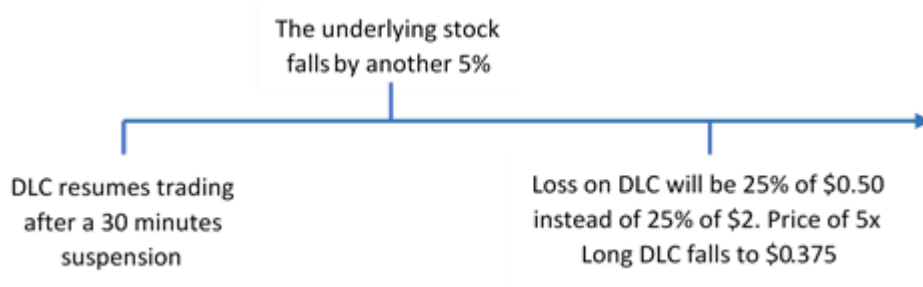 The underlying stock
falls by another 5%
DLC resumes trading
after a 30 minutes
suspension
Loss on DLC will be 25% of $0.50
instead of 25% of $2. Price of 5x
Long DLC falls to $0.375